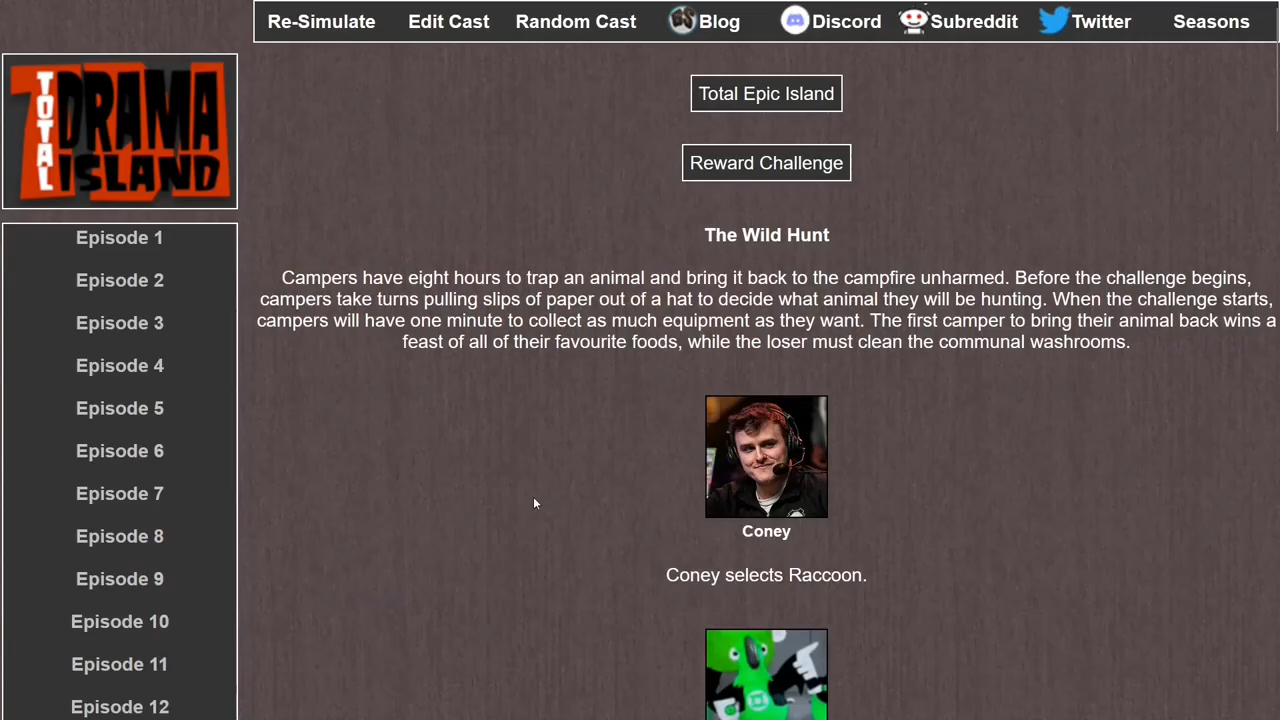 Re-Simulate Edit Cast Random Cast Blog Discord Subreddit Twitter Seasons
TOTAL DRAMA ISLAND
Episode 1
Episode 2
Episode 3
Episode 4
Episode 5
Episode 6
Episode 7
Episode 8
Episode 9
Episode 10
Episode 11
Episode 12
Total Epic Island
Reward Challenge
The Wild Hunt
Campers have eight hours to trap an animal and bring it back to the campfire unharmed. Before the challenge begins,
campers take turns pulling slips of paper out of a hat to decide what animal they will be hunting. When the challenge starts,
campers will have one minute to collect as much equipment as they want. The first camper to bring their animal back wins a
feast of all of their favourite foods, while the loser must clean the communal washrooms.
Coney
Coney selects Raccoon.